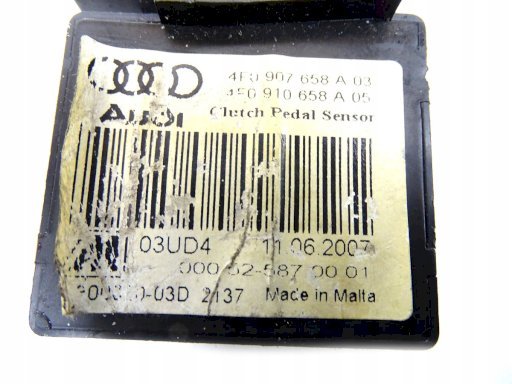 4F0 907 658 A 03
4F0 910 658 A 05
Audi Clutch Pedal Sensor
03UD4 11.06.2007
000 52-587 00 01
2137 Made in Malta